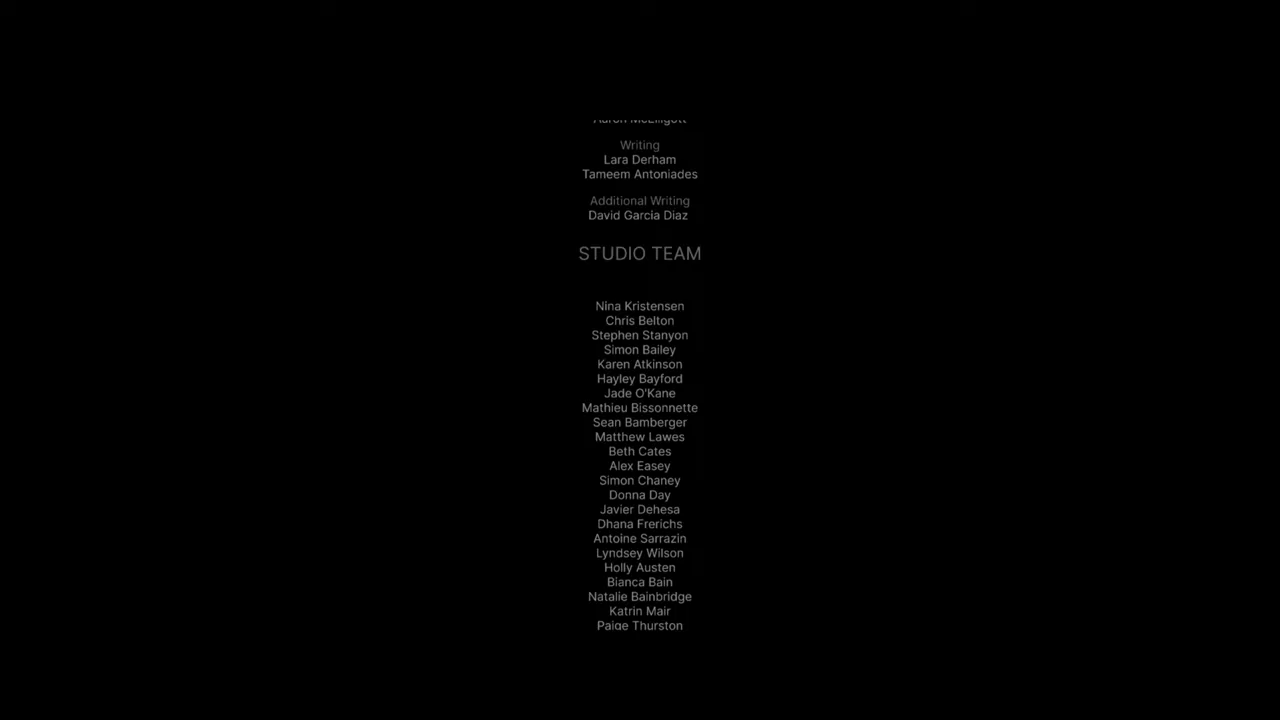 Aaron McElligott
Writing
Lara Derham
Tameem Antoniades
Additional Writing
David Garcia Diaz
STUDIO TEAM
Nina Kristensen
Chris Belton
Stephen Stanyon
Simon Bailey
Karen Atkinson
Hayley Bayford
Jade O'Kane
Mathieu Bissonnette
Sean Bamberger
Matthew Lawes
Beth Cates
Alex Easey
Simon Chaney
Donna Day
Javier Dehesa
Dhana Frerichs
Antoine Sarrazin
Lyndsey Wilson
Holly Austen
Bianca Bain
Natalie Bainbridge
Katrin Mair
Paige Thurston